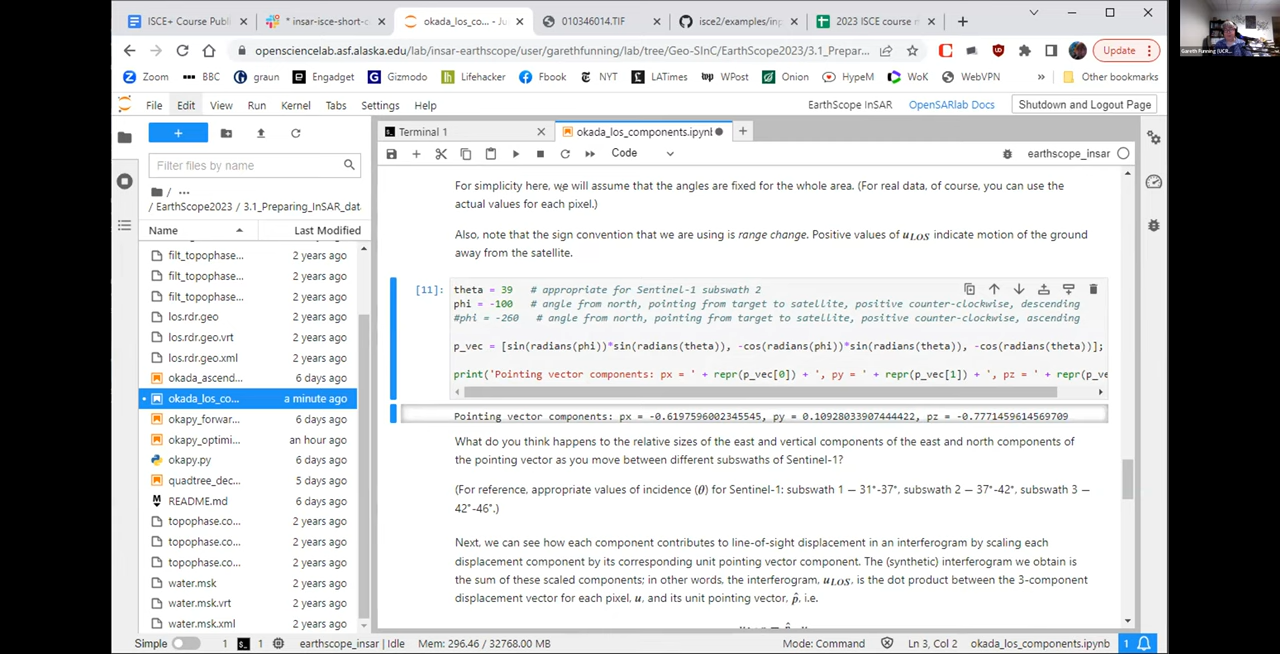 ISCE+ Course Publi
* insar-isce-short-c
okada_los_co... - Ju
010346014.TIF
isce2/examples/inp
2023 ISCE course m
opensciencelab.asf.alaska.edu/lab/insar-earthscope/user/garethfunning/lab/tree/Geo-SInC/EarthScope2023/3.1_Prepar...
Update
Zoom BBC graun Engadget Gizmodo Lifehacker Fbook NYT LATimes WPost Onion HypeM WoK WebVPN » Other bookmarks
File Edit View Run Kernel Tabs Settings Help
EarthScope InSAR OpenSARlab Docs Shutdown and Logout Page
Terminal 1
okada_los_components.ipynb
Filter files by name
Code
earthscope_insar
/ ...
/ EarthScope2023 / 3.1_Preparing_InSAR_dat
Name Last Modified
filt_topophase... 2 years ago
filt_topophase... 2 years ago
filt_topophase... 2 years ago
los.rdr.geo 2 years ago
los.rdr.geo.vrt 2 years ago
los.rdr.geo.xml 2 years ago
okada_ascend... 6 days ago
okada_los_co... a minute ago
okapy_forwar... 6 days ago
okapy_optimi... an hour ago
okapy.py 6 days ago
quadtree_dec... 5 days ago
README.md 6 days ago
topophase.co... 2 years ago
topophase.co... 2 years ago
topophase.co... 2 years ago
water.msk 2 years ago
water.msk.vrt 2 years ago
water.msk.xml 2 years ago
For simplicity here, we will assume that the angles are fixed for the whole area. (For real data, of course, you can use the
actual values for each pixel.)
Also, note that the sign convention that we are using is range change. Positive values of uLOS indicate motion of the ground
away from the satellite.
[11]: theta = 39 # appropriate for Sentinel-1 subswath 2
phi = -100 # angle from north, pointing from target to satellite, positive counter-clockwise, descending
#phi = -260 # angle from north, pointing from target to satellite, positive counter-clockwise, ascending
p_vec = [sin(radians(phi))*sin(radians(theta)), -cos(radians(phi))*sin(radians(theta)), -cos(radians(theta))];
print('Pointing vector components: px = ' + repr(p_vec[0]) + ', py = ' + repr(p_vec[1]) + ', pz = ' + repr(p_ve
Pointing vector components: px = -0.6197596002345545, py = 0.10928033907444422, pz = -0.7771459614569709
What do you think happens to the relative sizes of the east and vertical components of the east and north components of
the pointing vector as you move between different subswaths of Sentinel-1?
(For reference, appropriate values of incidence (θ) for Sentinel-1: subswath 1 — 31°-37°, subswath 2 — 37°-42°, subswath 3 —
42°-46°.)
Next, we can see how each component contributes to line-of-sight displacement in an interferogram by scaling each
displacement component by its corresponding unit pointing vector component. The (synthetic) interferogram we obtain is
the sum of these scaled components; in other words, the interferogram, uLOS, is the dot product between the 3-component
displacement vector for each pixel, u, and its unit pointing vector, p̂, i.e.
Simple 1 1 earthscope_insar | Idle Mem: 296.46 / 32768.00 MB Mode: Command Ln 3, Col 2 okada_los_components.ipynb 1